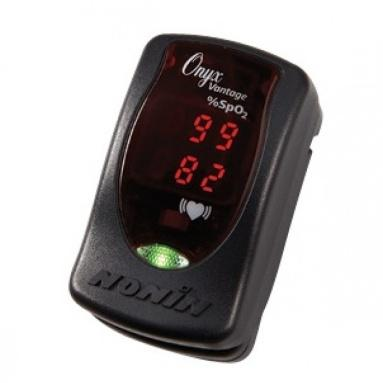 Onyx
Vantage
%SpO₂
99
82
NONIN